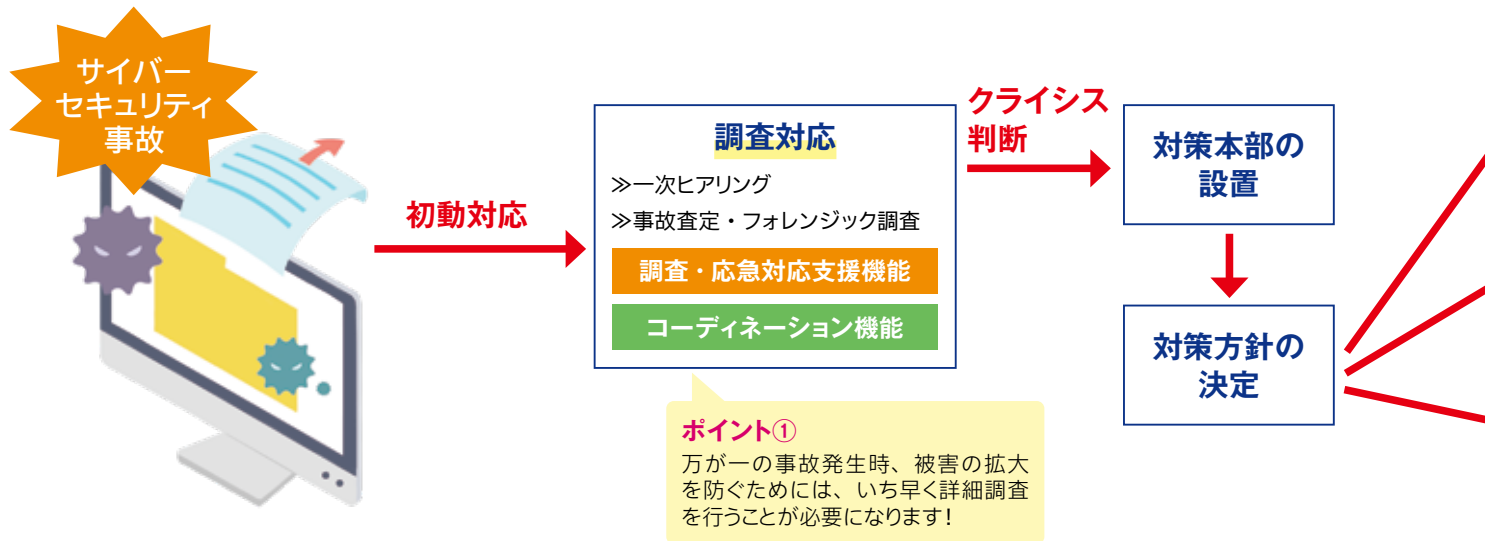 サイバー
セキュリティ
事故
初動対応
調査対応
≫一次ヒアリング
≫事故査定・フォレンジック調査
調査・応急対応支援機能
コーディネーション機能
ポイント①
万が一の事故発生時、被害の拡大
を防ぐためには、いち早く詳細調査
を行うことが必要になります!
クライシス
判断
対策本部の
設置
対策方針の
決定